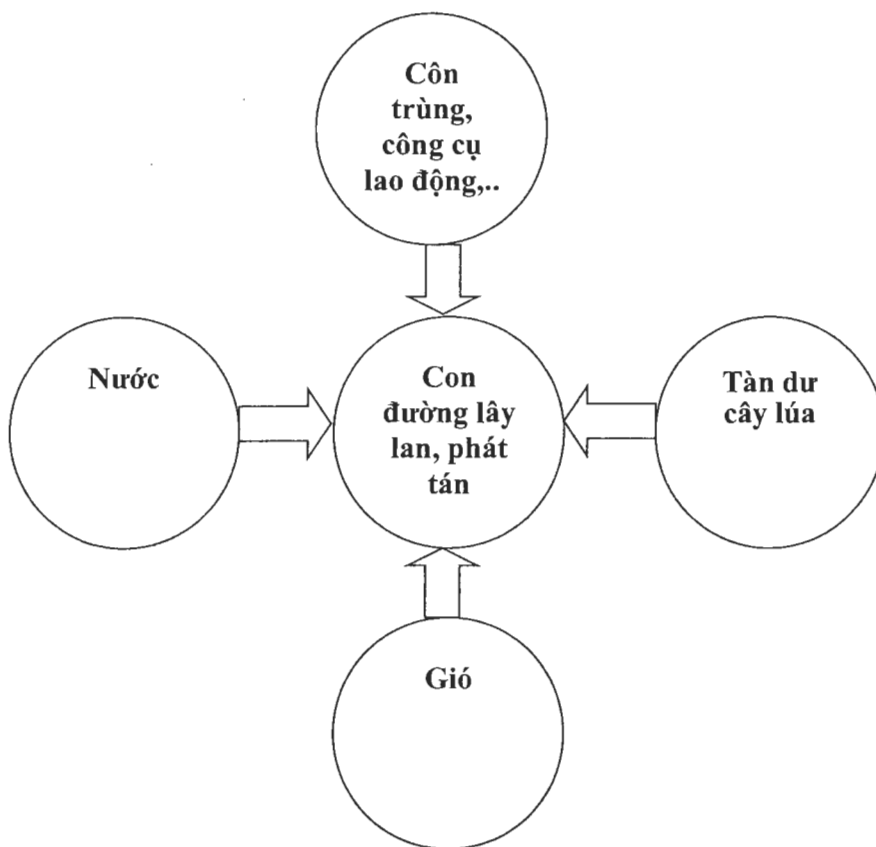 Côn
trùng,
công cụ
lao động,..
Nước
Con
đường lây
lan, phát
tán
Tàn dư
cây lúa
Gió